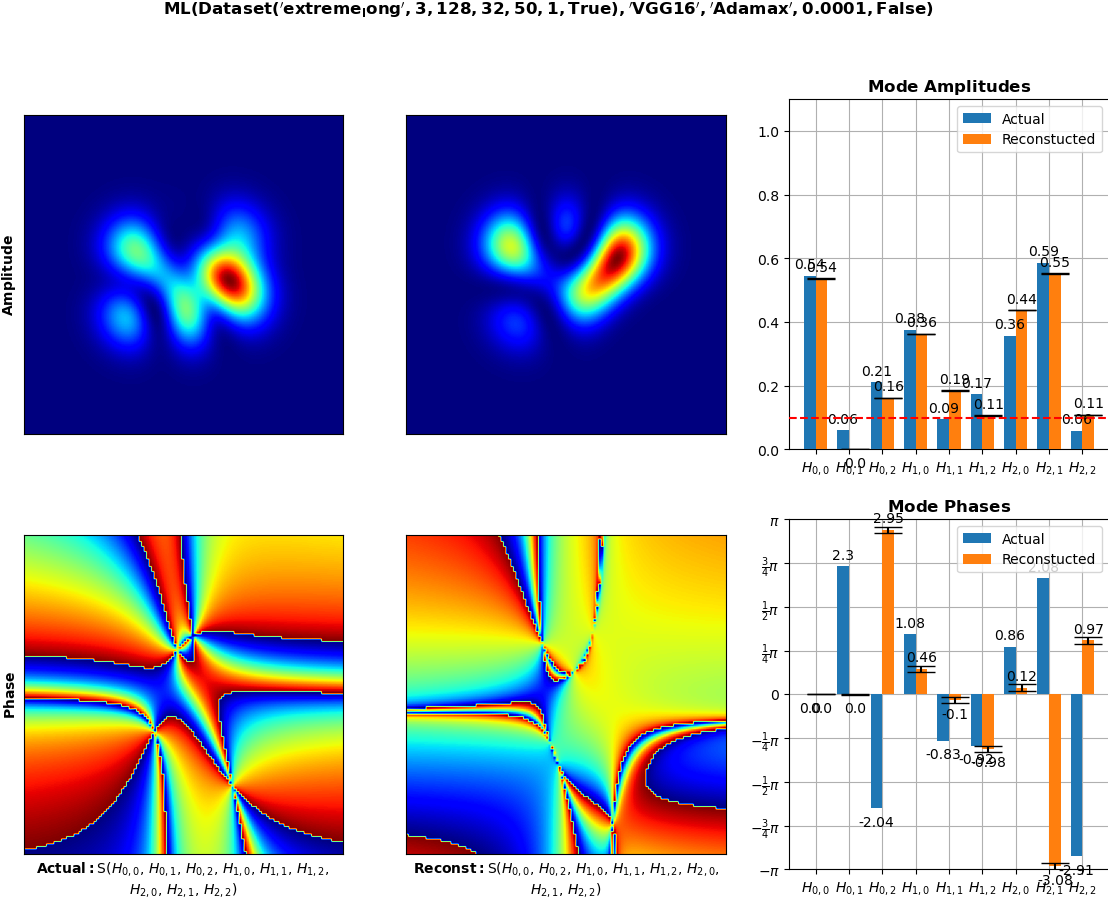 ML(Dataset(′extreme_long′, 3, 128, 32, 50, 1, True), ′VGG16′, ′Adamax′, 0.0001, False)
Mode Amplitudes
Amplitude
1.0
0.8
0.6
0.4
0.2
0.0
Actual
Reconstucted
0.54
0.54
0.06
0.0
0.21
0.16
0.38
0.36
0.09
0.19
0.17
0.11
0.36
0.44
0.59
0.55
0.06
0.11
H0,0 H0,1 H0,2 H1,0 H1,1 H1,2 H2,0 H2,1 H2,2
Mode Phases
Phase
π
3/4π
1/2π
1/4π
0
−1/4π
−1/2π
−3/4π
−π
Actual
Reconstucted
0.0
0.0
2.3
0.0
-2.04
2.95
1.08
0.46
-0.83
-0.1
-0.92
-0.98
0.86
0.12
2.08
-3.08
-2.91
0.97
H0,0 H0,1 H0,2 H1,0 H1,1 H1,2 H2,0 H2,1 H2,2
Actual: S(H0,0, H0,1, H0,2, H1,0, H1,1, H1,2,
H2,0, H2,1, H2,2)
Reconst: S(H0,0, H0,2, H1,0, H1,1, H1,2, H2,0,
H2,1, H2,2)